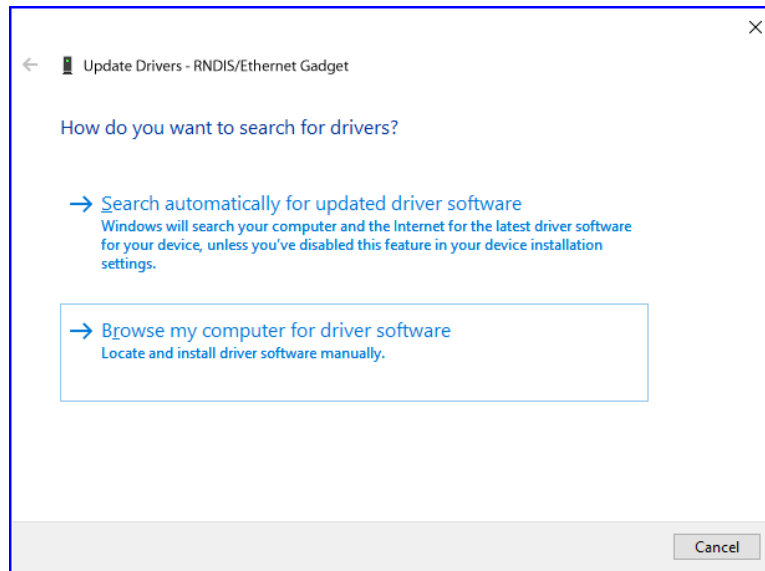 Update Drivers - RNDIS/Ethernet Gadget
How do you want to search for drivers?
Search automatically for updated driver software
Windows will search your computer and the Internet for the latest driver software
for your device, unless you've disabled this feature in your device installation
settings.
Browse my computer for driver software
Locate and install driver software manually.
Cancel